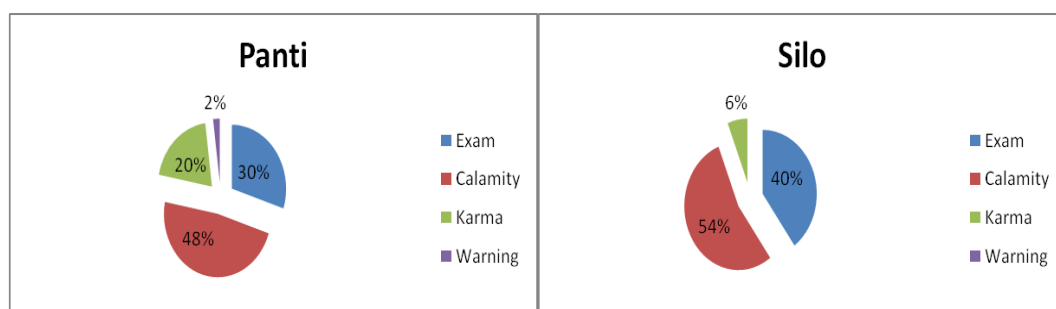 Panti
2%
20%
30%
48%
Exam
Calamity
Karma
Warning
Silo
6%
40%
54%
Exam
Calamity
Karma
Warning